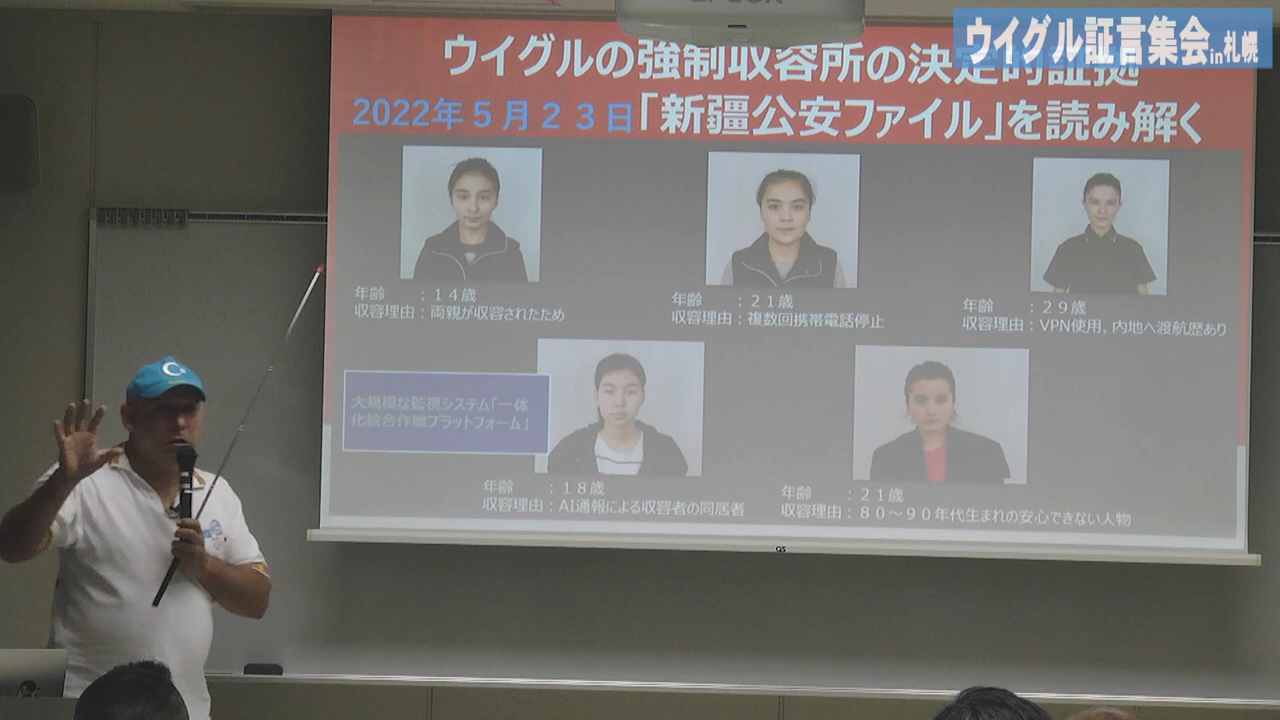 EPSON
ウイグル証言集会in札幌
ウイグルの強制収容所の決定的証拠
2022年５月２３日「新疆公安ファイル」を読み解く
年齢　：１４歳
収容理由：両親が収容されたため
年齢　：２１歳
収容理由：複数回携帯電話停止
年齢　：２９歳
収容理由：VPN使用、内地へ渡航歴あり
大規模な監視システム「一体
化統合作戦プラットフォーム」
年齢　：１８歳
収容理由：AI通報による収容者の同居者
年齢　：２１歳
収容理由：８０～９０年代生まれの安心できない人物
OS